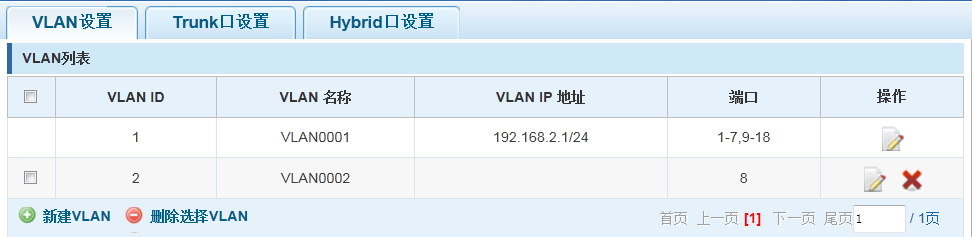 VLAN设置 Trunk口设置 Hybrid口设置
VLAN列表
VLAN ID VLAN 名称 VLAN IP 地址 端口 操作
1 VLAN0001 192.168.2.1/24 1-7,9-18
2 VLAN0002 8
新建VLAN 删除选择VLAN 首页 上一页 [1] 下一页 尾页 1 / 1页